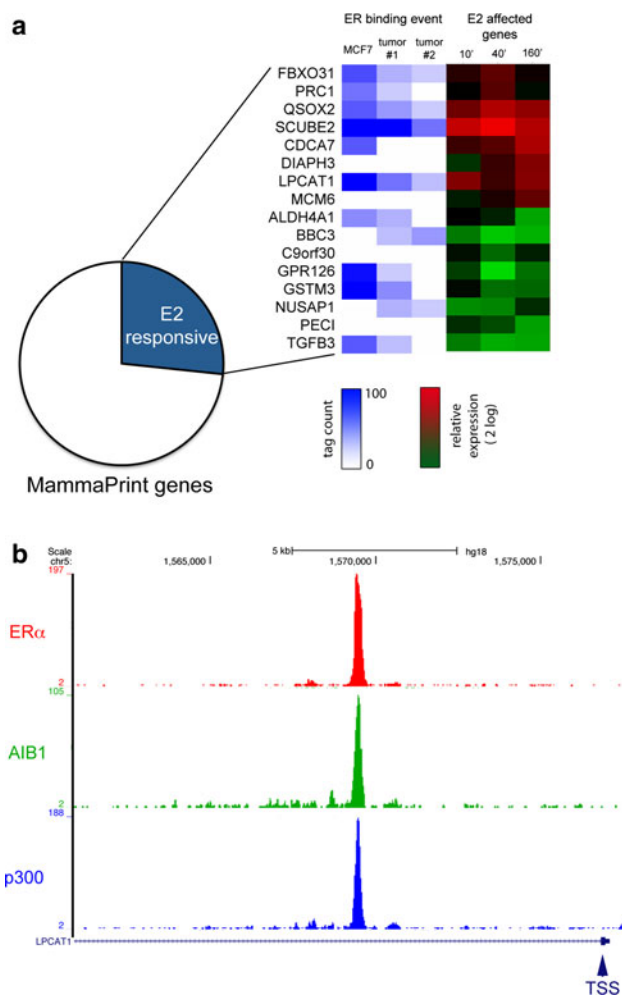 a
ER binding event
E2 affected genes
MCF7
tumor #1
tumor #2
10'
40'
160'
FBXO31
PRC1
QSOX2
SCUBE2
CDCA7
DIAPH3
LPCAT1
MCM6
ALDH4A1
BBC3
C9orf30
GPR126
GSTM3
NUSAP1
PECI
TGFB3
E2 responsive
MammaPrint genes
tag count
100
0
relative expression ( 2 log)
b
Scale
chr5:
5 kb
hg18
1,565,000
1,570,000
1,575,000
197
ERα
2
105
AIB1
2
188
p300
2
LPCAT1
TSS